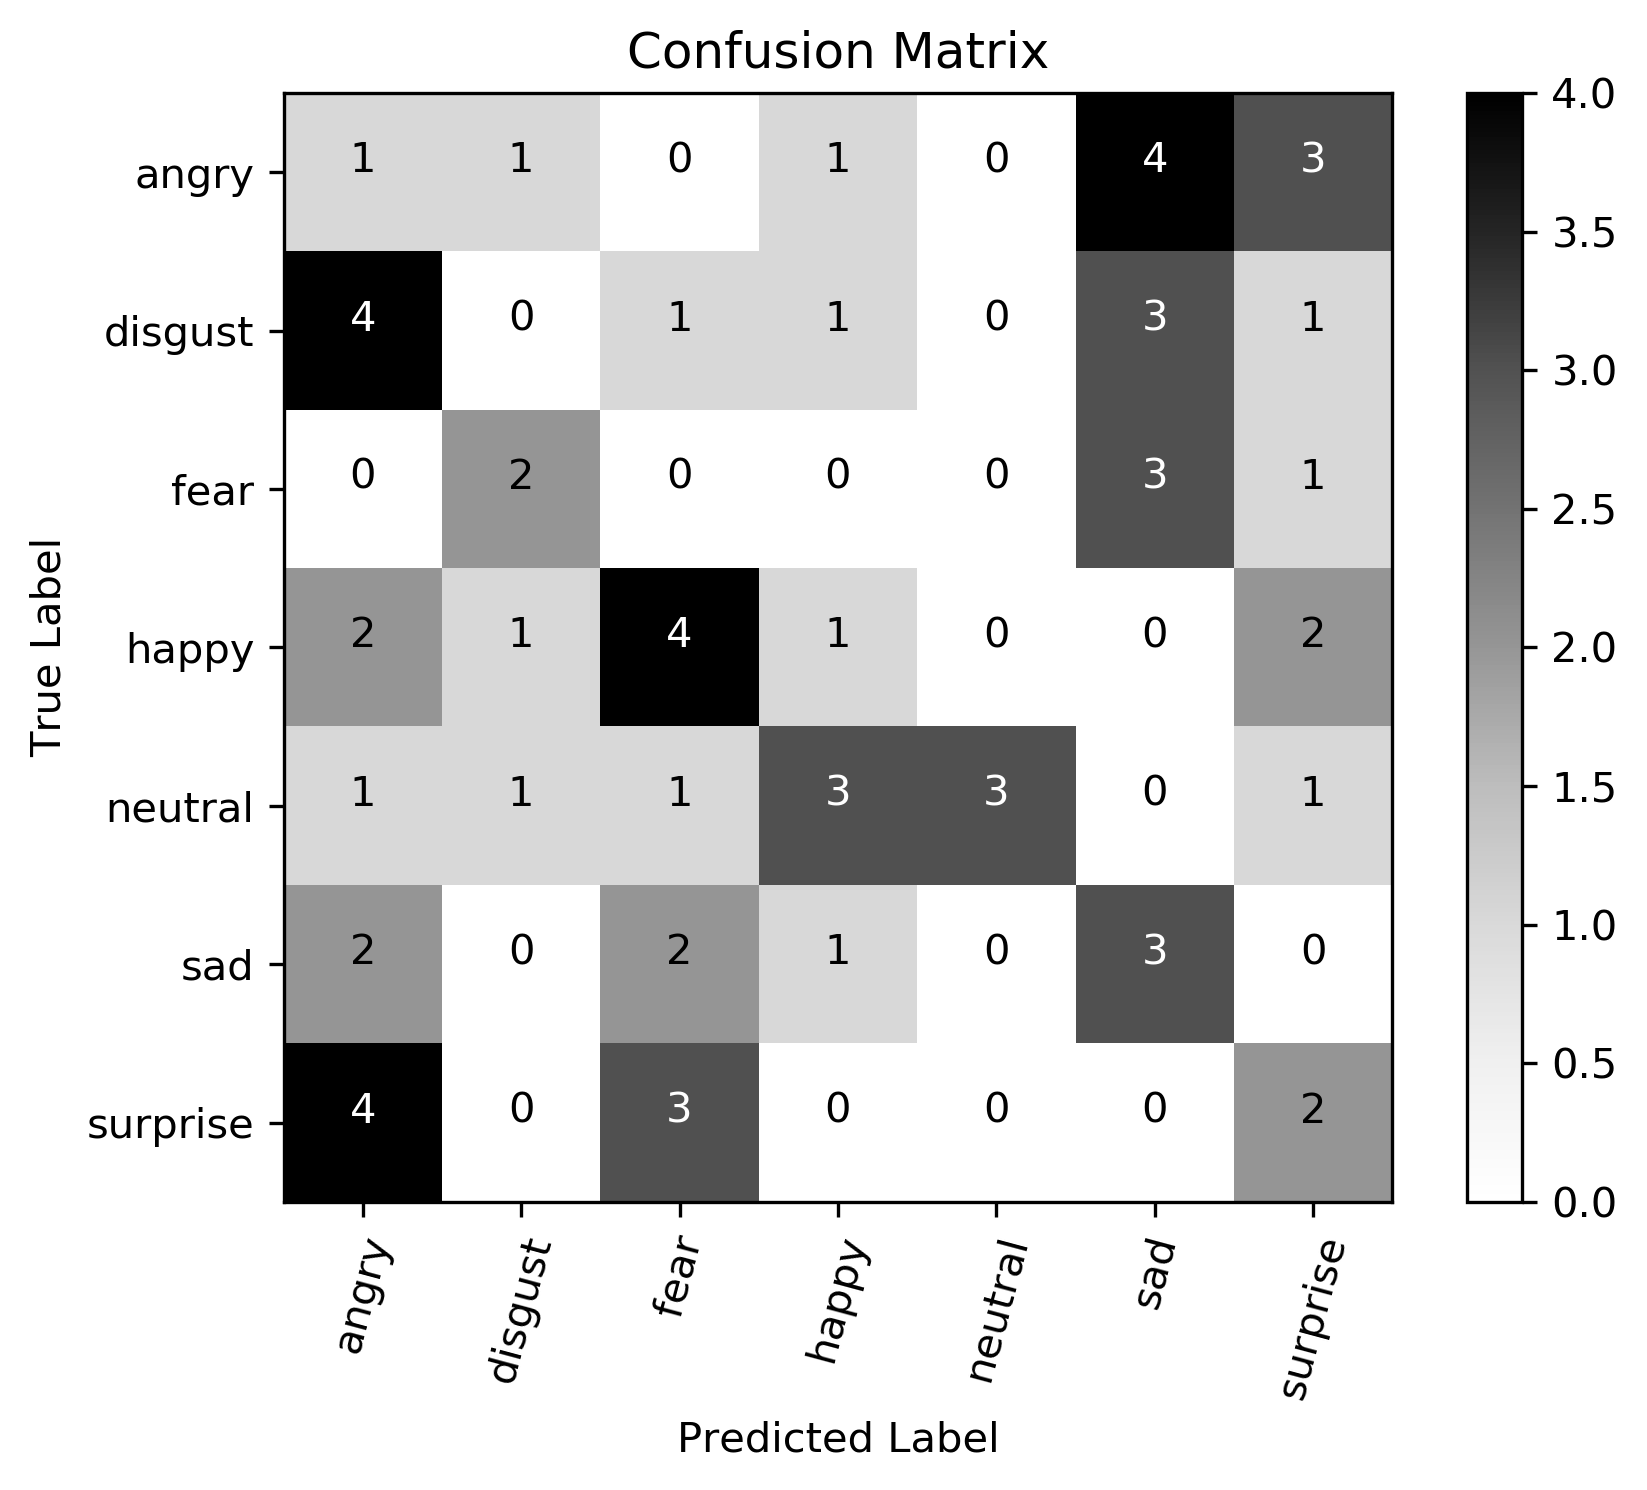 Confusion Matrix
angry 1 1 0 1 0 4 3
disgust 4 0 1 1 0 3 1
fear 0 2 0 0 0 3 1
happy 2 1 4 1 0 0 2
neutral 1 1 1 3 3 0 1
sad 2 0 2 1 0 3 0
surprise 4 0 3 0 0 0 2
True Label
angry disgust fear happy neutral sad surprise
Predicted Label
4.0
3.5
3.0
2.5
2.0
1.5
1.0
0.5
0.0